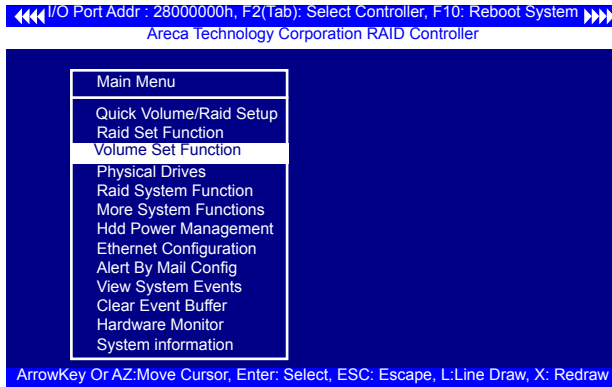 I/O Port Addr : 28000000h, F2(Tab): Select Controller, F10: Reboot System
Areca Technology Corporation RAID Controller
Main Menu
Quick Volume/Raid Setup
Raid Set Function
Volume Set Function
Physical Drives
Raid System Function
More System Functions
Hdd Power Management
Ethernet Configuration
Alert By Mail Config
View System Events
Clear Event Buffer
Hardware Monitor
System information
ArrowKey Or AZ:Move Cursor, Enter: Select, ESC: Escape, L:Line Draw, X: Redraw